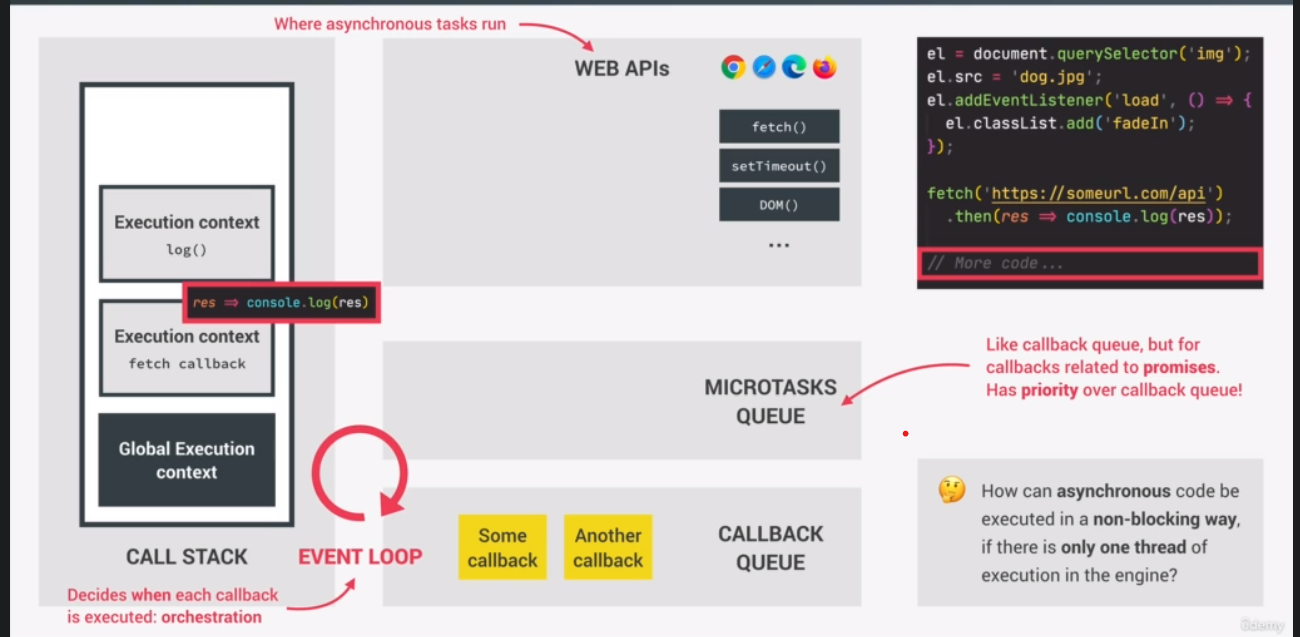 Where asynchronous tasks run
WEB APIs
fetch()
setTimeout()
DOM()
...
Execution context
log()
res => console.log(res)
Execution context
fetch callback
Global Execution
context
CALL STACK
EVENT LOOP
Decides when each callback
is executed: orchestration
MICROTASKS
QUEUE
Some
callback
Another
callback
CALLBACK
QUEUE
el = document.querySelector('img');
el.src = 'dog.jpg';
el.addEventListener('load', () => {
  el.classList.add('fadeIn');
});
fetch('https://someurl.com/api')
  .then(res => console.log(res));
// More code...
Like callback queue, but for
callbacks related to promises.
Has priority over callback queue!
How can asynchronous code be
executed in a non-blocking way,
if there is only one thread of
execution in the engine?
ûdemy